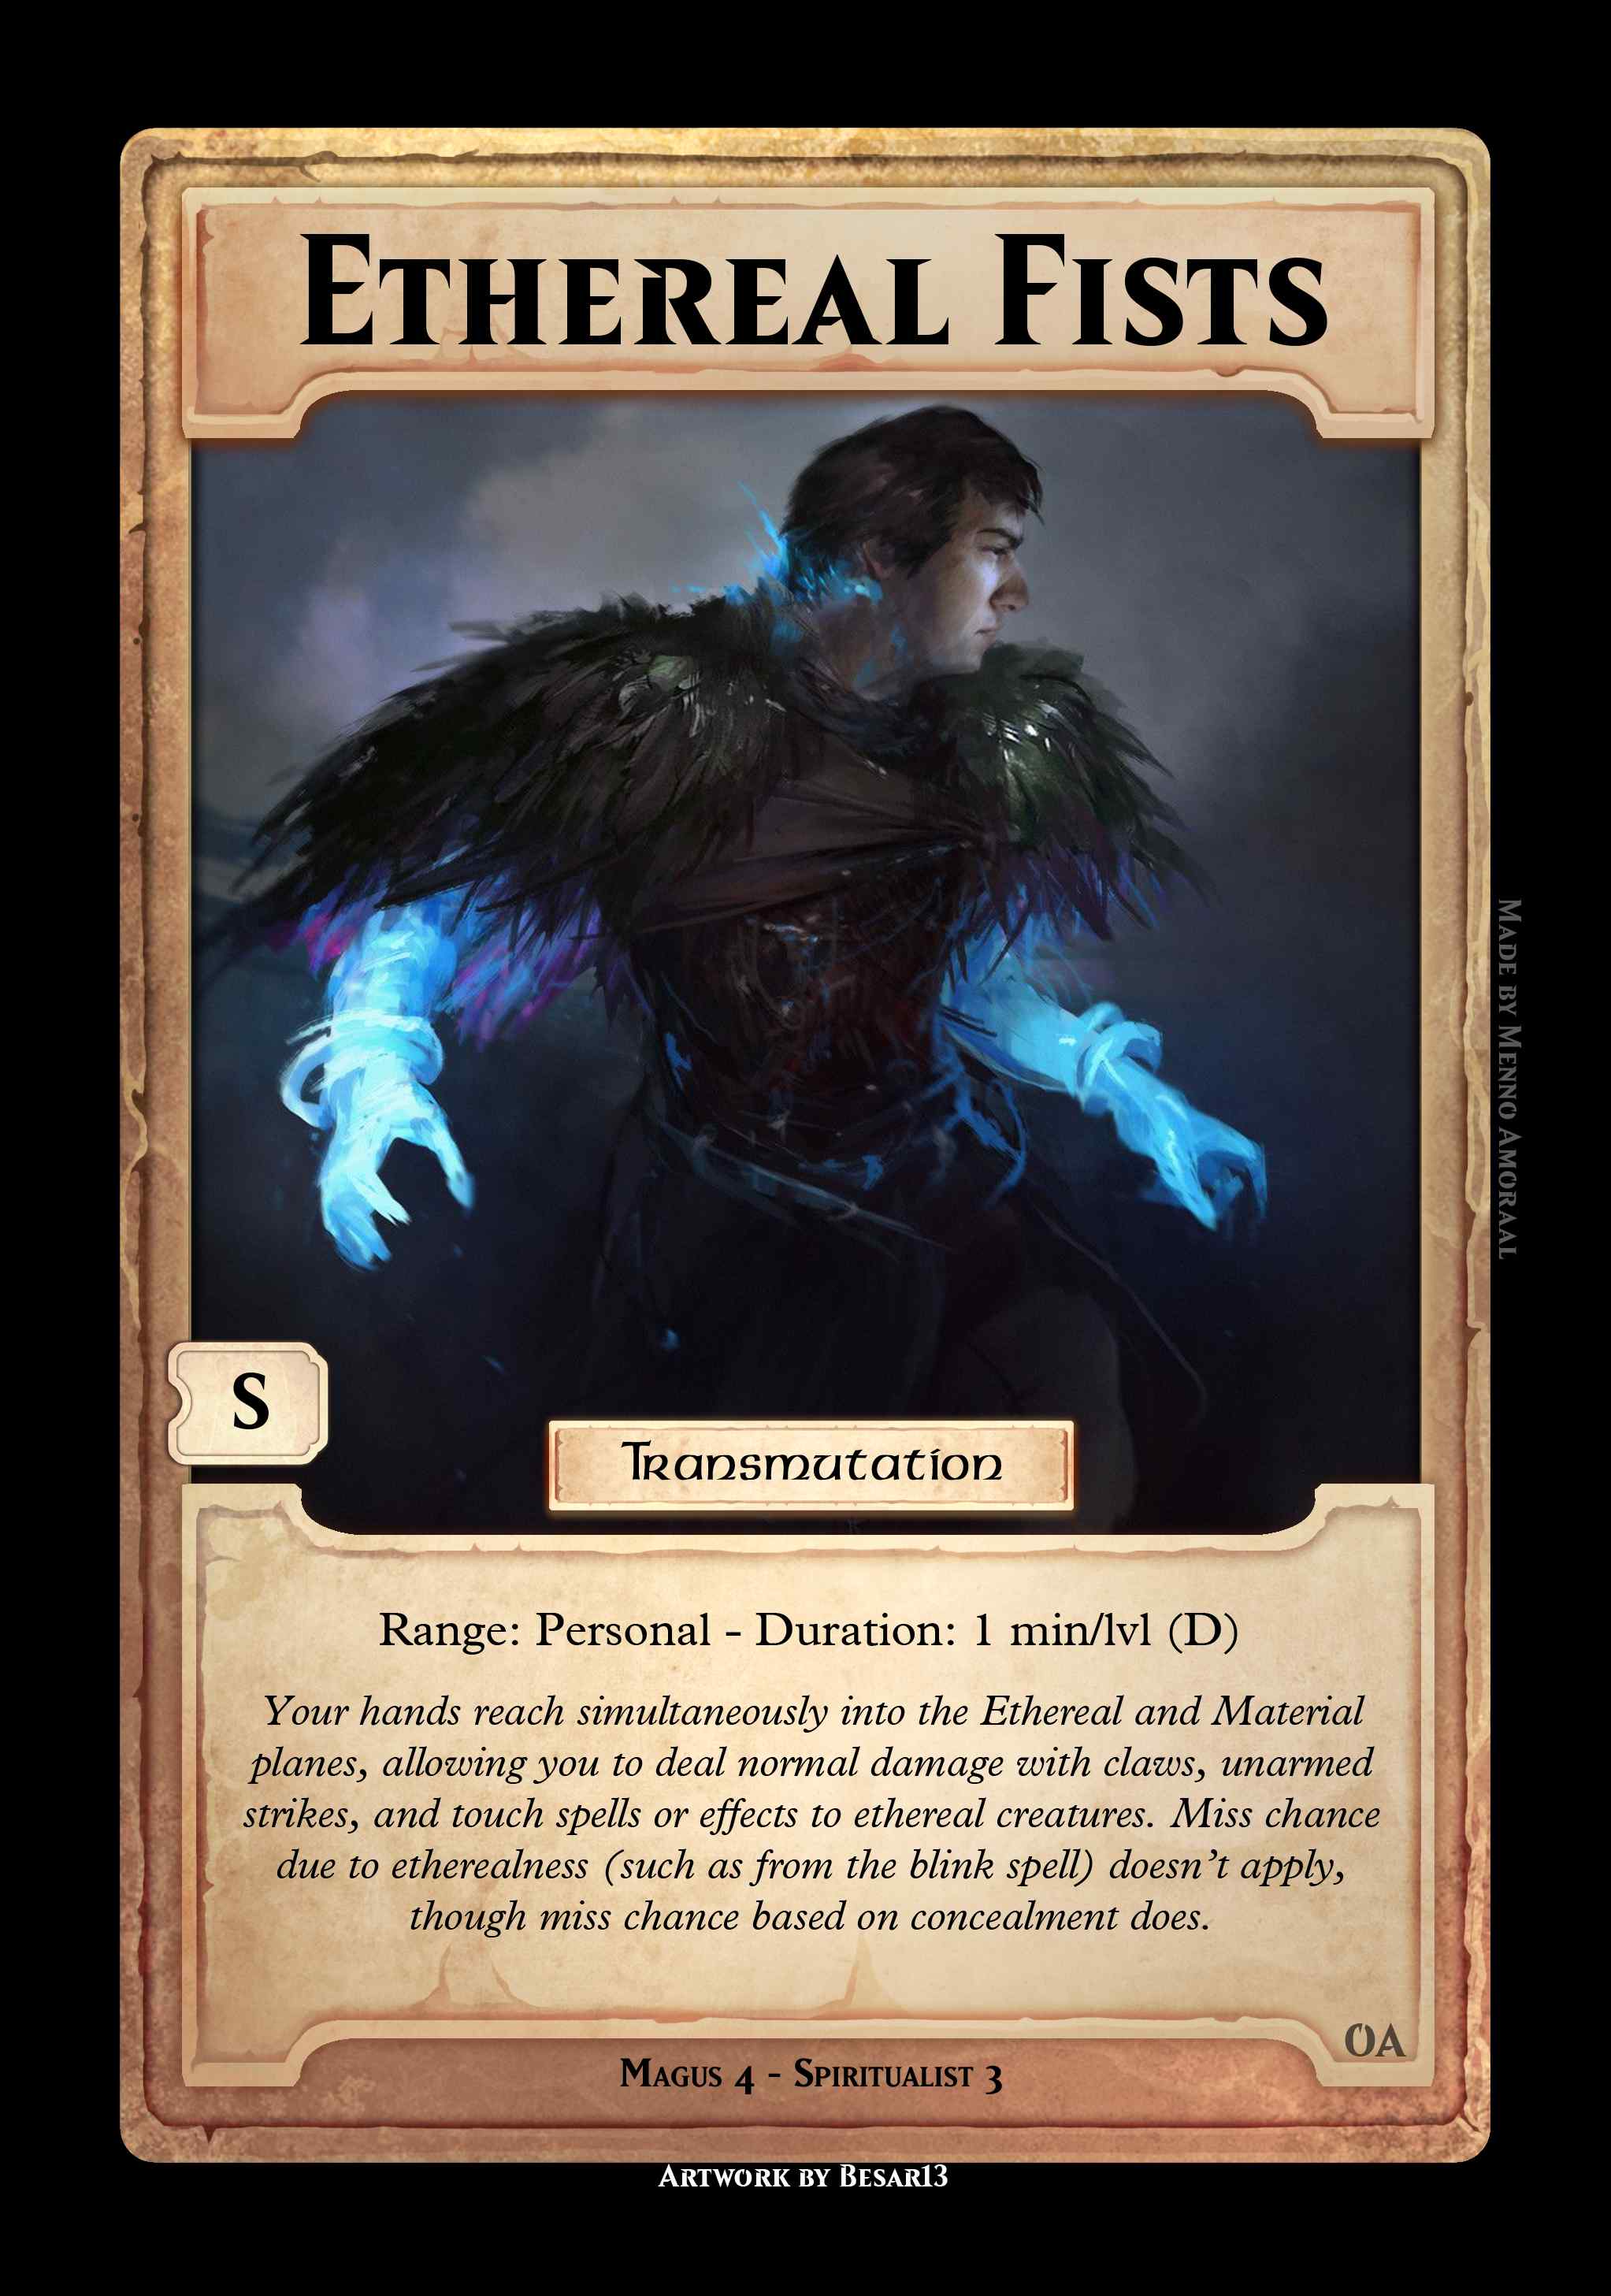 Ethereal Fists
Made by Menno Amoraal
S
Transmutation
Range: Personal - Duration: 1 min/lvl (D)
Your hands reach simultaneously into the Ethereal and Material
planes, allowing you to deal normal damage with claws, unarmed
strikes, and touch spells or effects to ethereal creatures. Miss chance
due to etherealness (such as from the blink spell) doesn't apply,
though miss chance based on concealment does.
OA
Magus 4 - Spiritualist 3
Artwork by Besar13